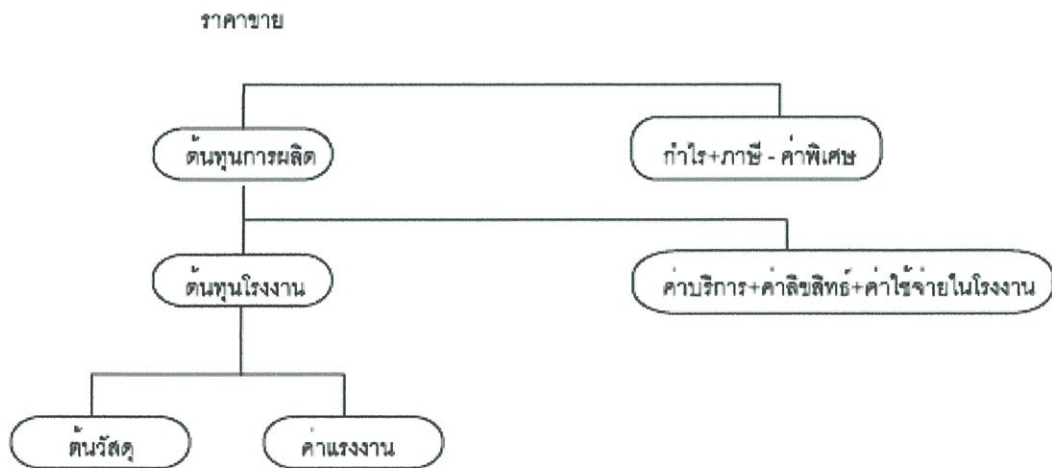 ราคาขาย
ต้นทุนการผลิต
กำไร+ภาษี - ค่าพิเศษ
ต้นทุนโรงงาน
ค่าบริการ+ค่าลิขสิทธ์+ค่าใช้จ่ายในโรงงาน
ต้นวัสดุ
ค่าแรงงาน